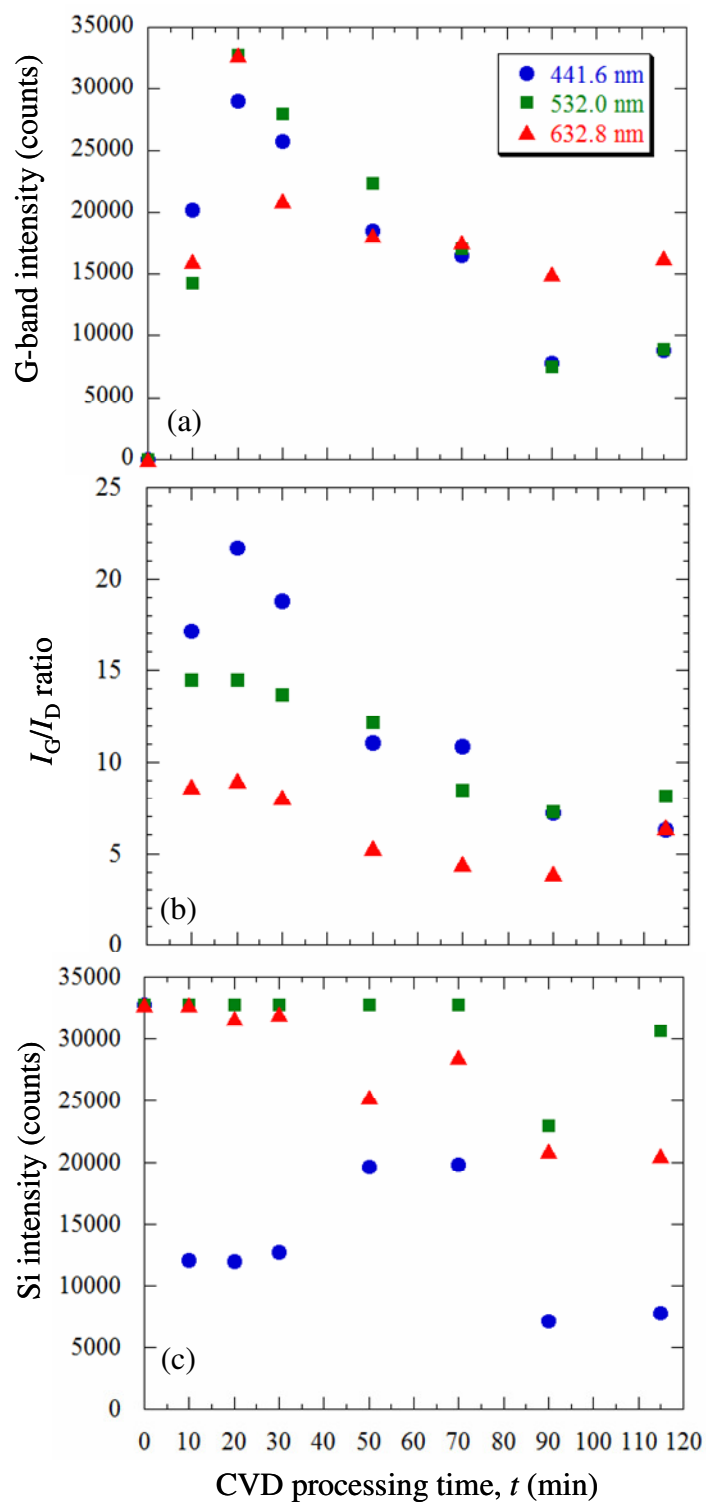 35000
30000
25000
20000
15000
10000
5000
0
G-band intensity (counts)
441.6 nm
532.0 nm
632.8 nm
(a)
25
20
15
10
5
0
I_G/I_D ratio
(b)
35000
30000
25000
20000
15000
10000
5000
0
Si intensity (counts)
(c)
0 10 20 30 40 50 60 70 80 90 100 110 120
CVD processing time, t (min)